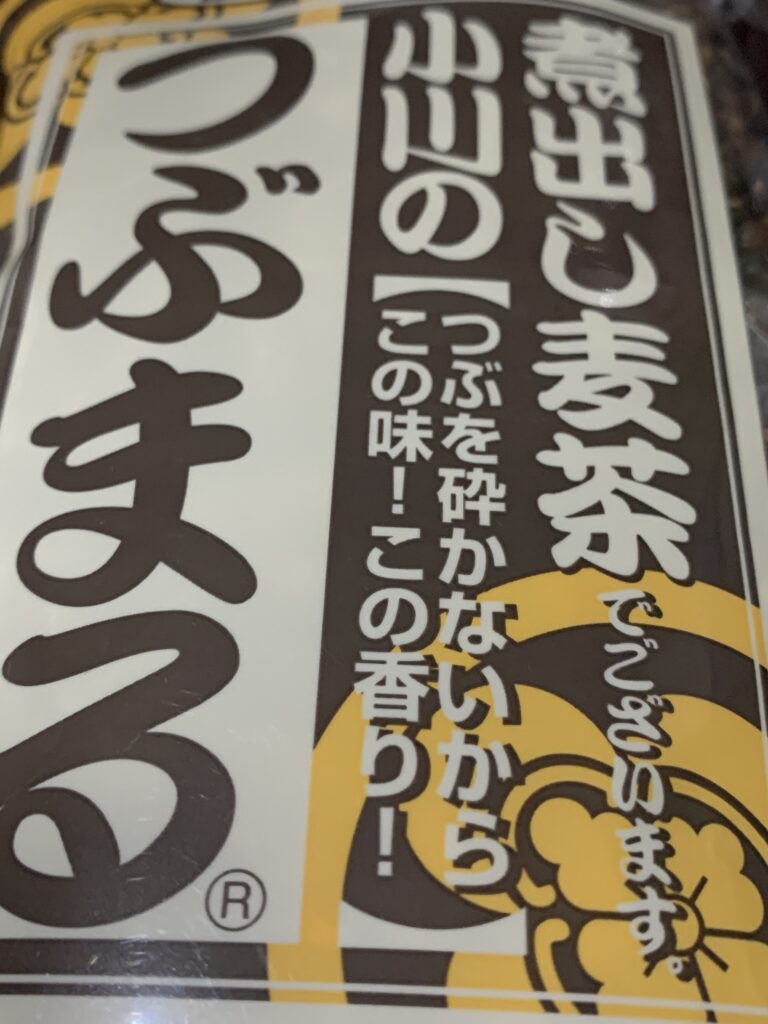 煮出し麦茶でございます。
小川の
【つぶを砕かないから
この味！この香り！】
つぶまる®